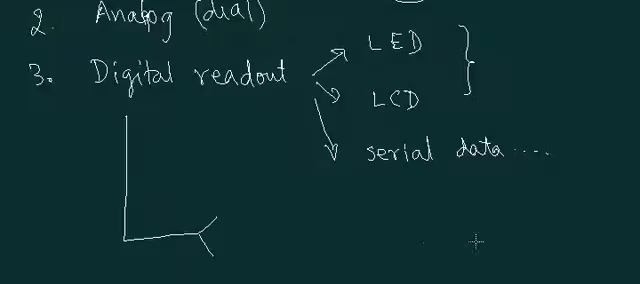 2. Analog (dial)
3. Digital readout
LED
LCD
serial data ....